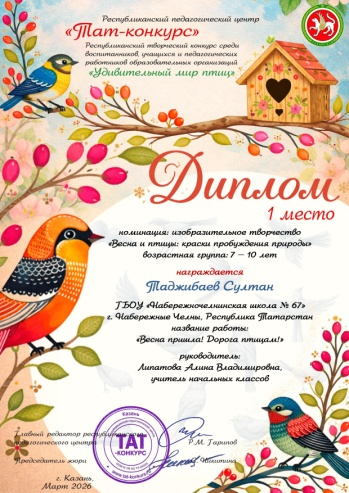 Республиканский педагогический центр
«Тат-конкурс»
Республиканский творческий конкурс среди
воспитанников, учащихся и педагогических
работников образовательных организаций
«Удивительный мир птиц»
Диплом
1 место
номинация: изобразительное творчество
«Весна и птицы: краски пробуждения природы»
возрастная группа: 7 – 10 лет
награждается
Таджибаев Султан
ГБОУ «Набережночелнинская школа № 67»
г. Набережные Челны, Республика Татарстан
название работы:
«Весна пришла! Дорога птицам!»
руководитель:
Липатова Алина Владимировна,
учитель начальных классов
Главный редактор республиканского
педагогического центра
Р.М. Гарипов
Председатель жюри
Казань
ТАТ
-КОНКУРС
г. Казань,
Март 2026